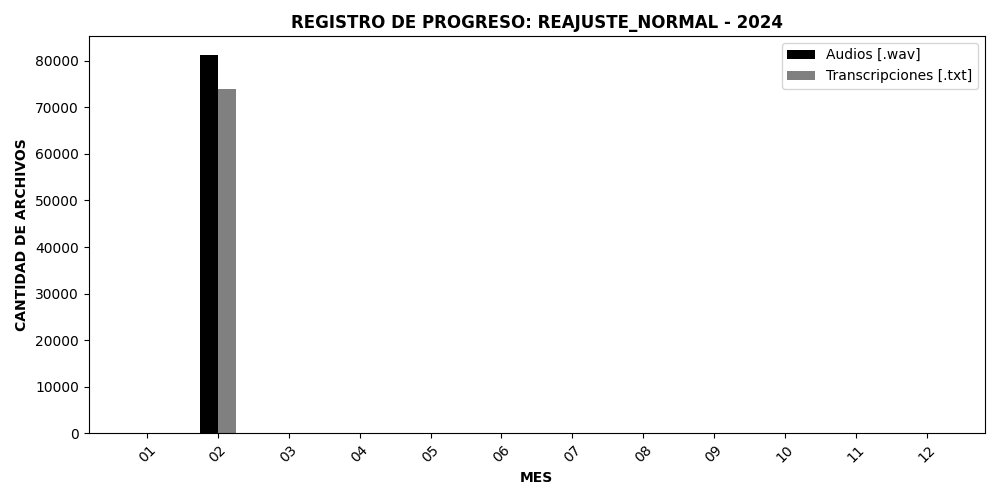 REGISTRO DE PROGRESO: REAJUSTE_NORMAL - 2024
Audios [.wav]
Transcripciones [.txt]
CANTIDAD DE ARCHIVOS
80000
70000
60000
50000
40000
30000
20000
10000
0
01 02 03 04 05 06 07 08 09 10 11 12
MES